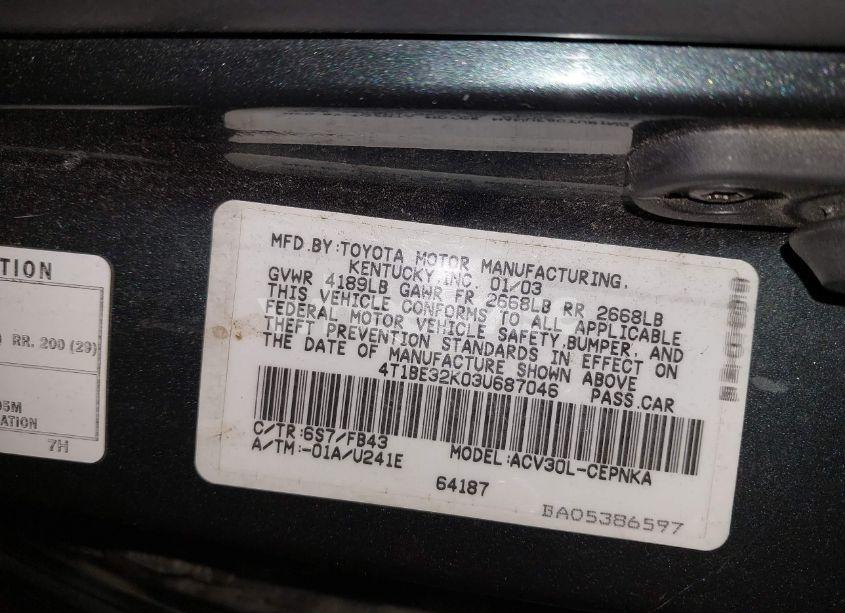 TION
RR. 200 (29)
05M
ATION
7H
MFD.BY:TOYOTA MOTOR MANUFACTURING,
KENTUCKY,INC. 01/03
GVWR 4189LB GAWR FR 2668LB RR 2668LB
THIS VEHICLE CONFORMS TO ALL APPLICABLE
FEDERAL MOTOR VEHICLE SAFETY,BUMPER, AND
THEFT PREVENTION STANDARDS IN EFFECT ON
THE DATE OF MANUFACTURE SHOWN ABOVE
4T1BE32K03U687046 PASS.CAR
C/TR:6S7/FB43
A/TM:-01A/U241E
MODEL:ACV30L-CEPNKA
64187
BA05386597